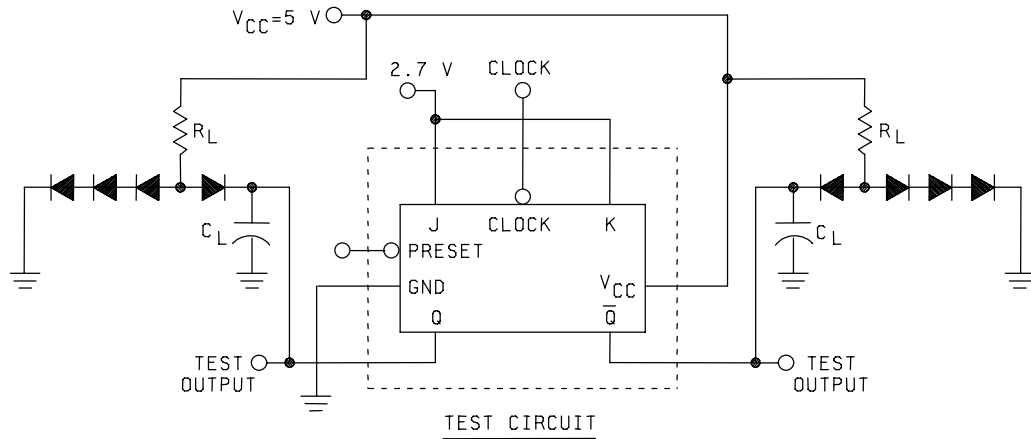 VCC=5 V
2.7 V
CLOCK
RL
RL
J
CLOCK
K
CL
CL
PRESET
GND
VCC
Q
Q̅
TEST
OUTPUT
TEST
OUTPUT
TEST CIRCUIT